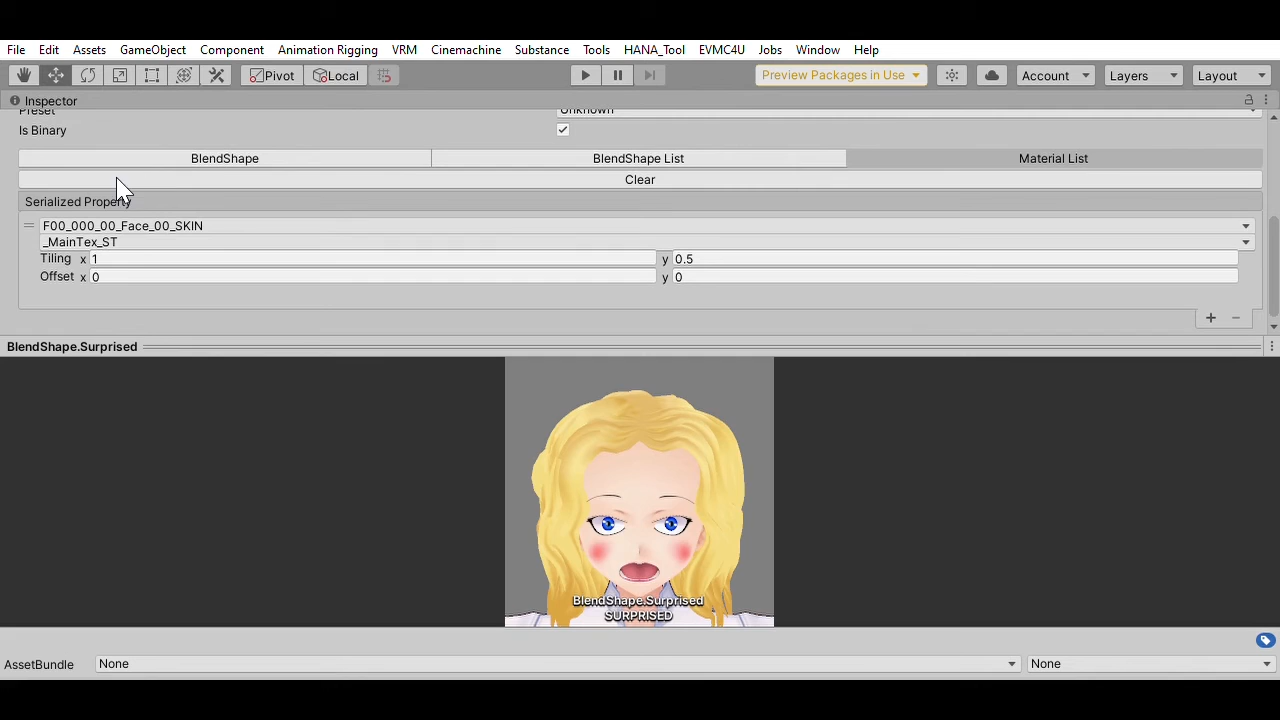 File Edit Assets GameObject Component Animation Rigging VRM Cinemachine Substance Tools HANA_Tool EVMC4U Jobs Window Help
Pivot Local Preview Packages in Use Account Layers Layout
Inspector
Preset Unknown
Is Binary
BlendShape BlendShape List Material List
Clear
Serialized Property
F00_000_00_Face_00_SKIN
_MainTex_ST
Tiling x 1 y 0.5
Offset x 0 y 0
BlendShape.Surprised
BlendShape.Surprised
SURPRISED
AssetBundle None None